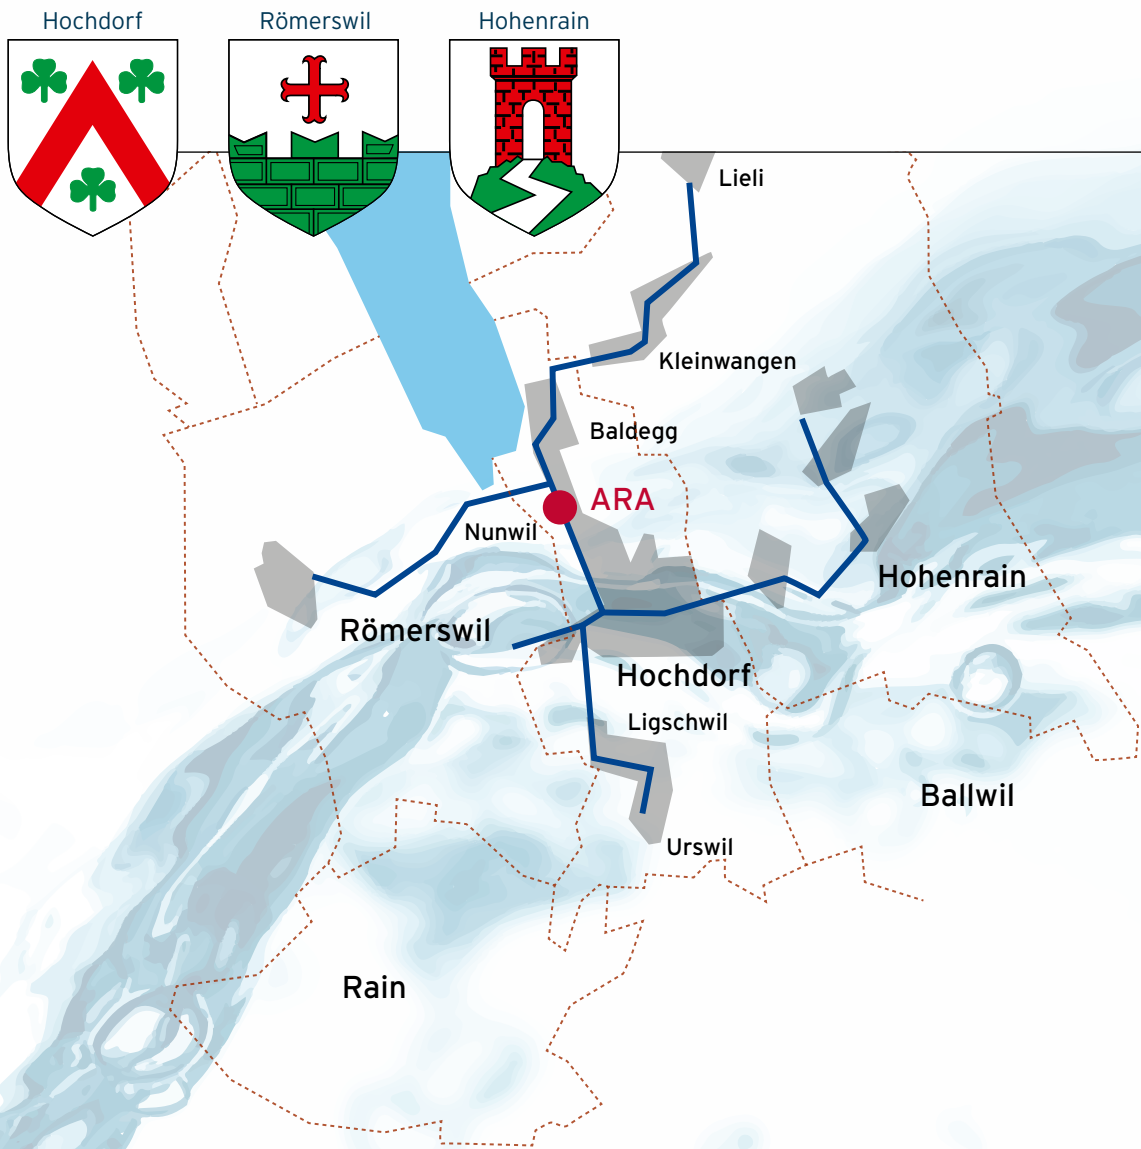 Hochdorf
Römerswil
Hohenrain
Lieli
Kleinwangen
Baldegg
ARA
Nunwil
Hohenrain
Römerswil
Hochdorf
Ligschwil
Ballwil
Urswil
Rain